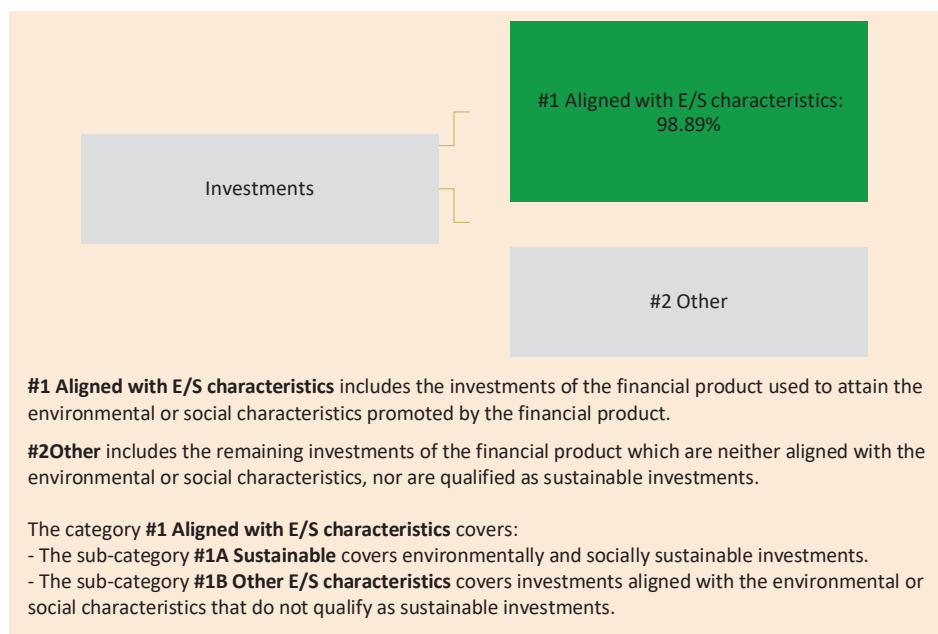 #1 Aligned with E/S characteristics:
98.89%
Investments
#2 Other
#1 Aligned with E/S characteristics includes the investments of the financial product used to attain the
environmental or social characteristics promoted by the financial product.
#2Other includes the remaining investments of the financial product which are neither aligned with the
environmental or social characteristics, nor are qualified as sustainable investments.
The category #1 Aligned with E/S characteristics covers:
- The sub-category #1A Sustainable covers environmentally and socially sustainable investments.
- The sub-category #1B Other E/S characteristics covers investments aligned with the environmental or
social characteristics that do not qualify as sustainable investments.